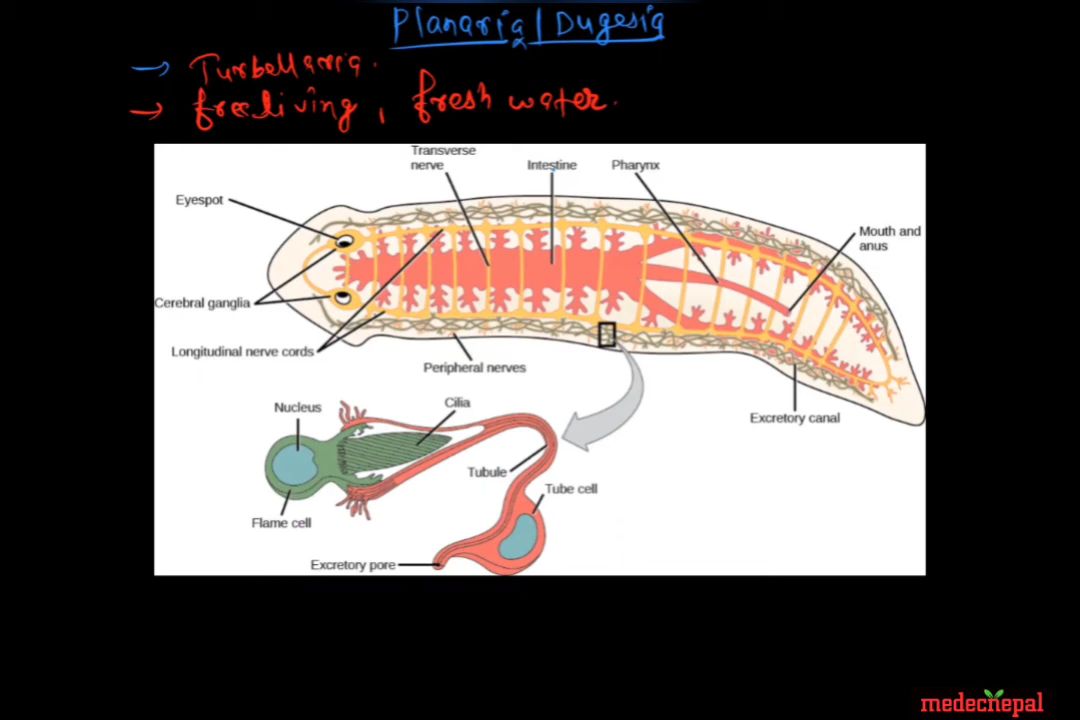 Planaria | Dugesia
→ Turbellaria.
→ freeliving, fresh water.
Transverse
nerve
Intestine
Pharynx
Eyespot
Mouth and
anus
Cerebral ganglia
Longitudinal nerve cords
Peripheral nerves
Excretory canal
Nucleus
Cilia
Tubule
Tube cell
Flame cell
Excretory pore
medecnepal